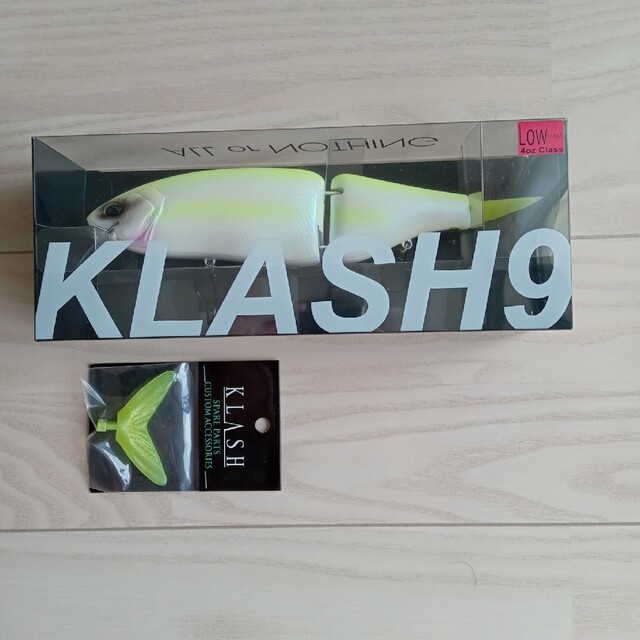 ALL or NOTHING
LOW
4oz Class
KLASH9
KLASH
SPARE PARTS
CUSTOM ACCESSORIES